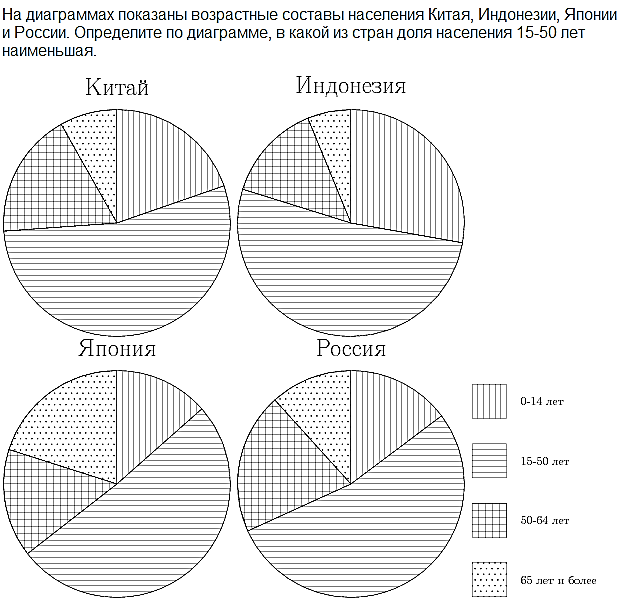 На диаграммах показаны возрастные составы населения Китая, Индонезии, Японии
и России. Определите по диаграмме, в какой из стран доля населения 15-50 лет
наименьшая.
Китай
Индонезия
Япония
Россия
0-14 лет
15-50 лет
50-64 лет
65 лет и более